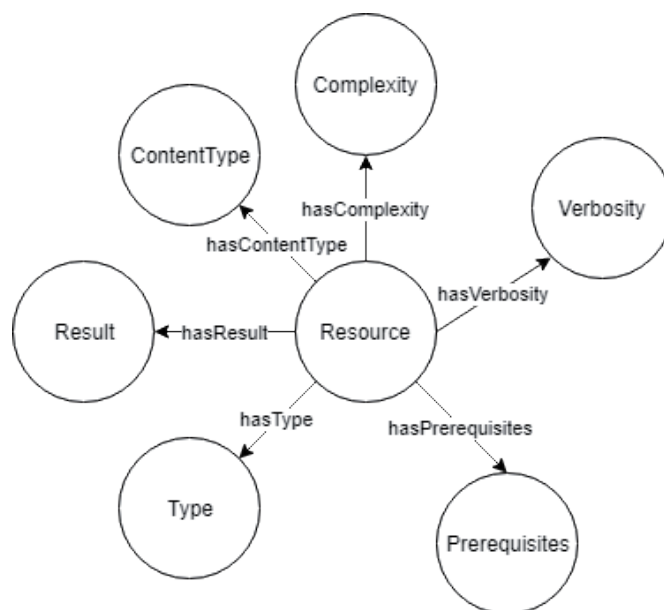 Complexity
ContentType
Verbosity
hasComplexity
hasContentType
hasVerbosity
Result
hasResult
Resource
hasType
hasPrerequisites
Type
Prerequisites